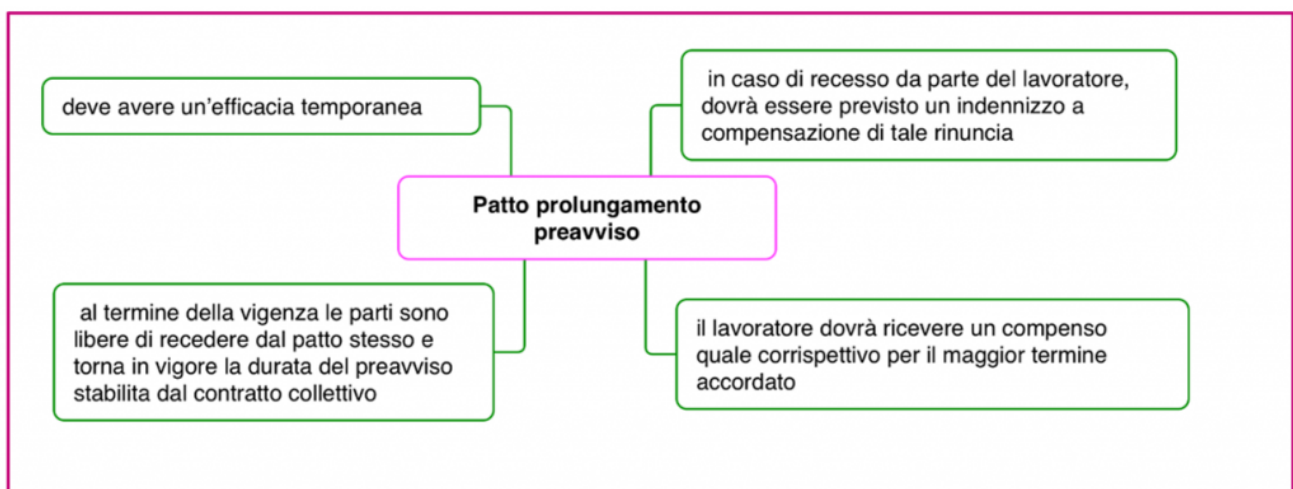 deve avere un'efficacia temporanea
in caso di recesso da parte del lavoratore,
dovrà essere previsto un indennizzo a
compensazione di tale rinuncia
Patto prolungamento
preavviso
al termine della vigenza le parti sono
libere di recedere dal patto stesso e
torna in vigore la durata del preavviso
stabilita dal contratto collettivo
il lavoratore dovrà ricevere un compenso
quale corrispettivo per il maggior termine
accordato